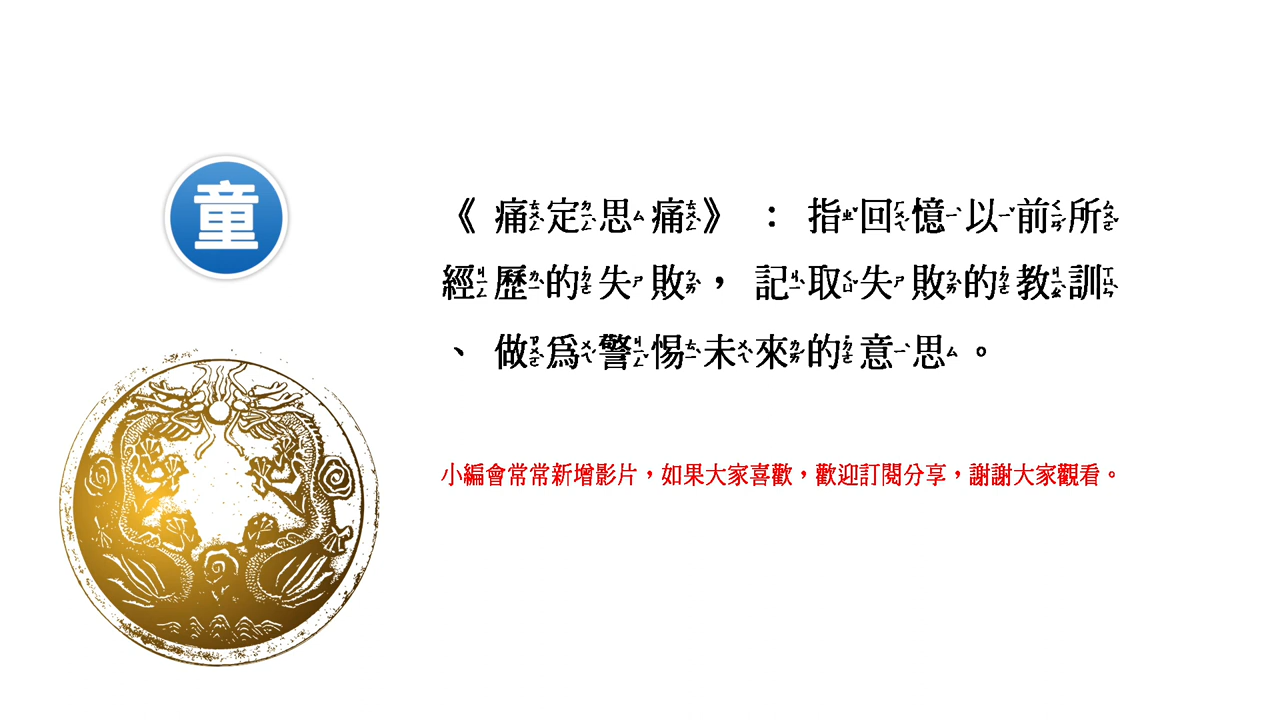 童
《痛定思痛》：指回憶以前所
經歷的失敗，記取失敗的教訓
、做爲警惕未來的意思。
小編會常常新增影片，如果大家喜歡，歡迎訂閱分享，謝謝大家觀看。